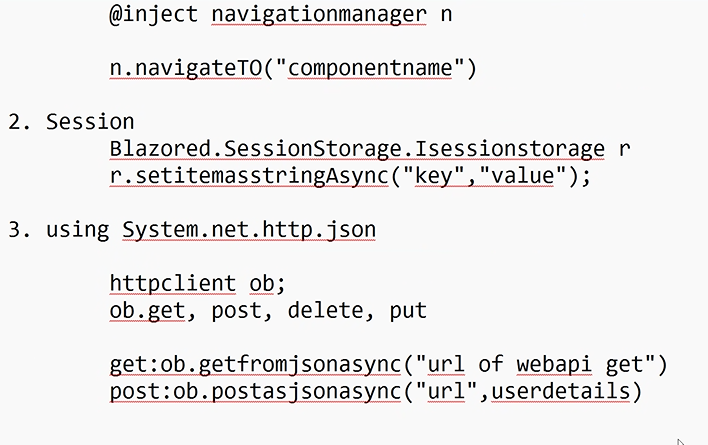 @inject navigationmanager n
n.navigateTO("componentname")
2. Session
Blazored.SessionStorage.Isessionstorage r
r.setitemasstringAsync("key","value");
3. using System.net.http.json
httpclient ob;
ob.get, post, delete, put
get:ob.getfromjsonasync("url of webapi get")
post:ob.postasjsonasync("url",userdetails)